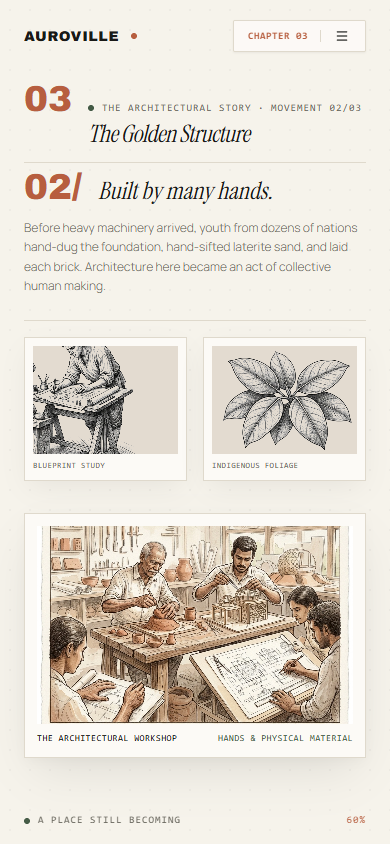 AUROVILLE
CHAPTER 03
03
THE ARCHITECTURAL STORY · MOVEMENT 02/03
The Golden Structure
02/ Built by many hands.
Before heavy machinery arrived, youth from dozens of nations
hand-dug the foundation, hand-sifted laterite sand, and laid
each brick. Architecture here became an act of collective
human making.
BLUEPRINT STUDY
INDIGENOUS FOLIAGE
THE ARCHITECTURAL WORKSHOP
HANDS & PHYSICAL MATERIAL
A PLACE STILL BECOMING
60%